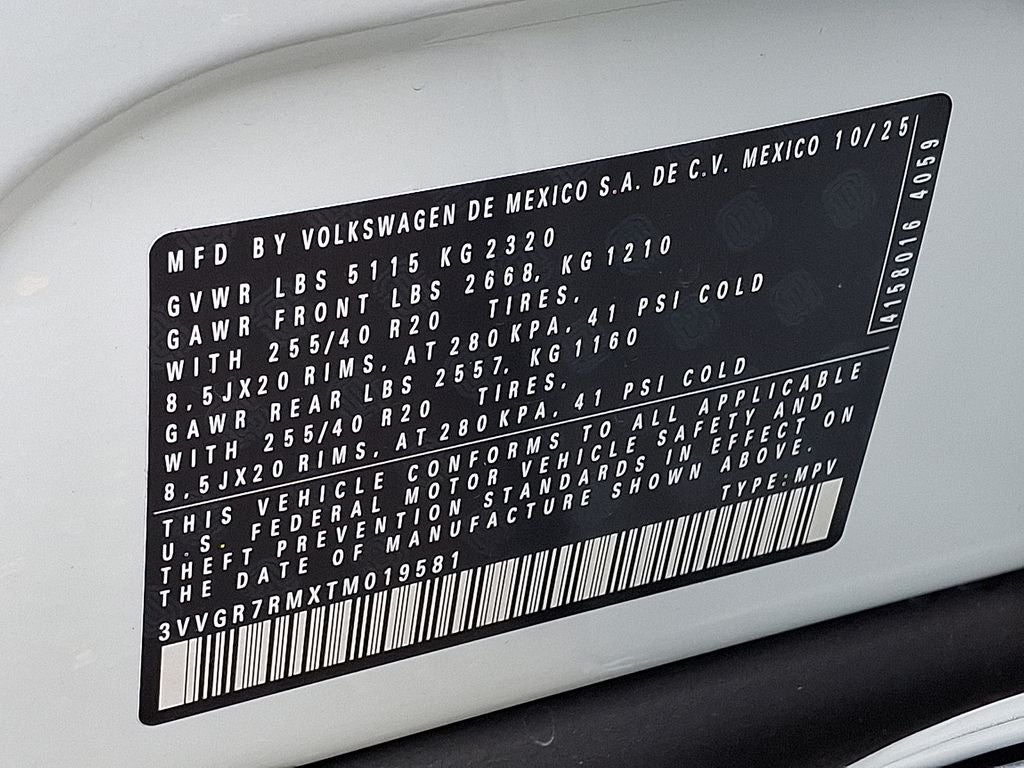 MFD BY VOLKSWAGEN DE MEXICO S.A. DE C.V. MEXICO 10/25
GVWR LBS 5115 KG 2320
GAWR FRONT LBS 2668, KG 1210
WITH 255/40 R20 TIRES,
8,5JX20 RIMS, AT 280 KPA, 41 PSI COLD
GAWR REAR LBS 2557, KG 1160
WITH 255/40 R20 TIRES,
8,5JX20 RIMS, AT 280 KPA, 41 PSI COLD
4158016 4059
THIS VEHICLE CONFORMS TO ALL APPLICABLE
U.S. FEDERAL MOTOR VEHICLE SAFETY AND
THEFT PREVENTION STANDARDS IN EFFECT ON
THE DATE OF MANUFACTURE SHOWN ABOVE.
3VVGR7RMXTM019581 TYPE:MPV